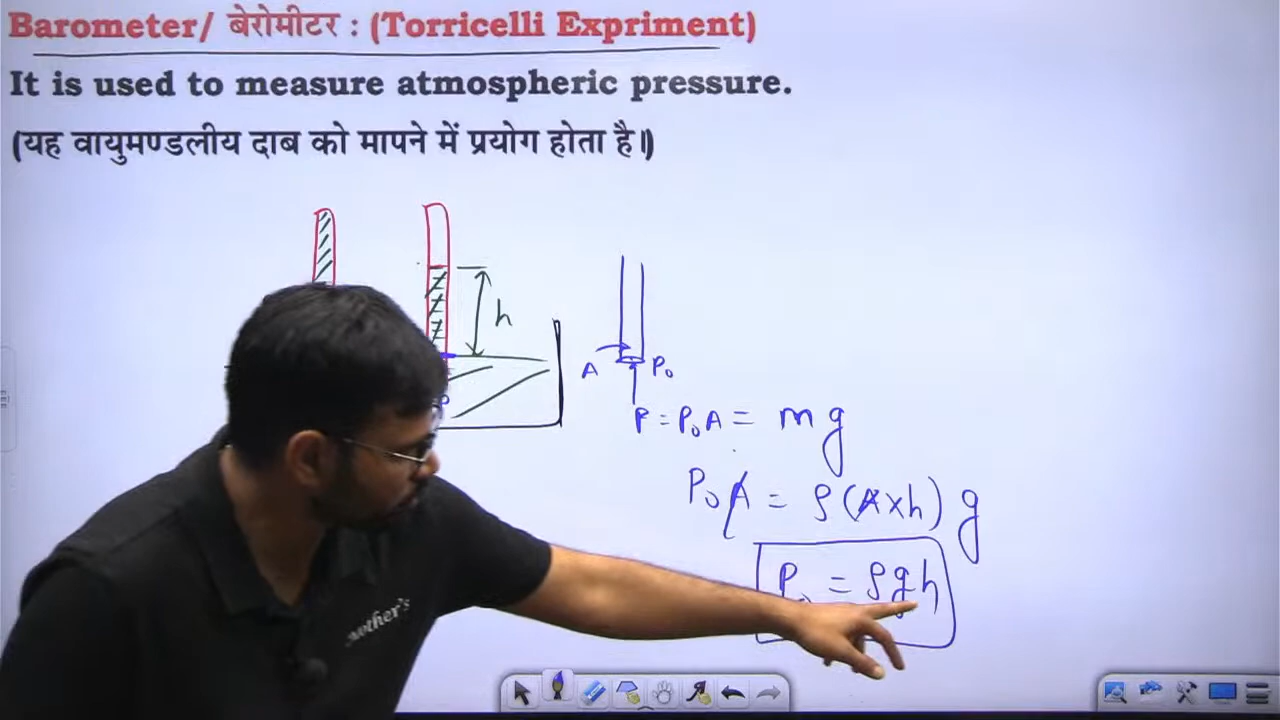 Barometer/ बेरोमीटर : (Torricelli Expriment)
It is used to measure atmospheric pressure.
(यह वायुमण्डलीय दाब को मापने में प्रयोग होता है।)
h
A P₀
F = P₀A = mg
P₀A = ρ(A×h) g
P₀ = ρgh
Mother's